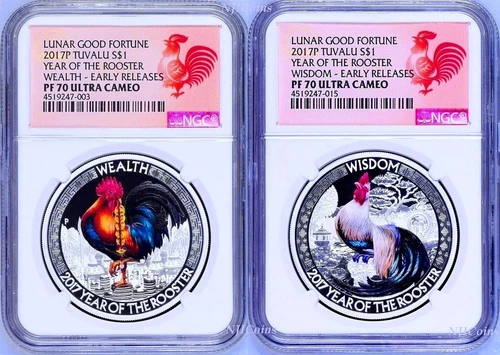 LUNAR GOOD FORTUNE
2017P TUVALU S$1
YEAR OF THE ROOSTER
WEALTH - EARLY RELEASES
PF 70 ULTRA CAMEO
4519247-003
NGC
WEALTH
P
2017 YEAR OF THE ROOSTER
LUNAR GOOD FORTUNE
2017P TUVALU S$1
YEAR OF THE ROOSTER
WISDOM - EARLY RELEASES
PF 70 ULTRA CAMEO
4519247-015
NGC
WISDOM
2017 YEAR OF THE ROOSTER
NJJCoins
NJJCoins